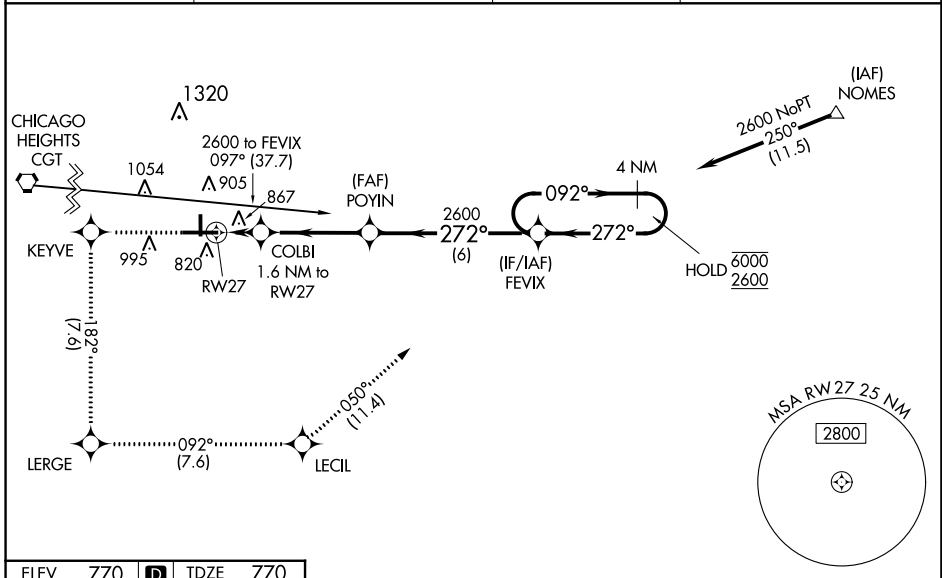 1320
(IAF)
NOMES
2600 NoPT
250°
(11.5)
CHICAGO
HEIGHTS
CGT
2600 to FEVIX
097° (37.7)
1054
905
867
(FAF)
POYIN
4 NM
092°
2600
272°
(6)
272°
KEYVE
995
820
RW27
COLBI
1.6 NM to
RW27
(IF/IAF)
FEVIX
HOLD
6000
2600
182°
(7.6)
050°
(11.4)
LERGE
092°
(7.6)
LECIL
MSA RW 27 25 NM
2800
ELEV 770 D TDZE 770